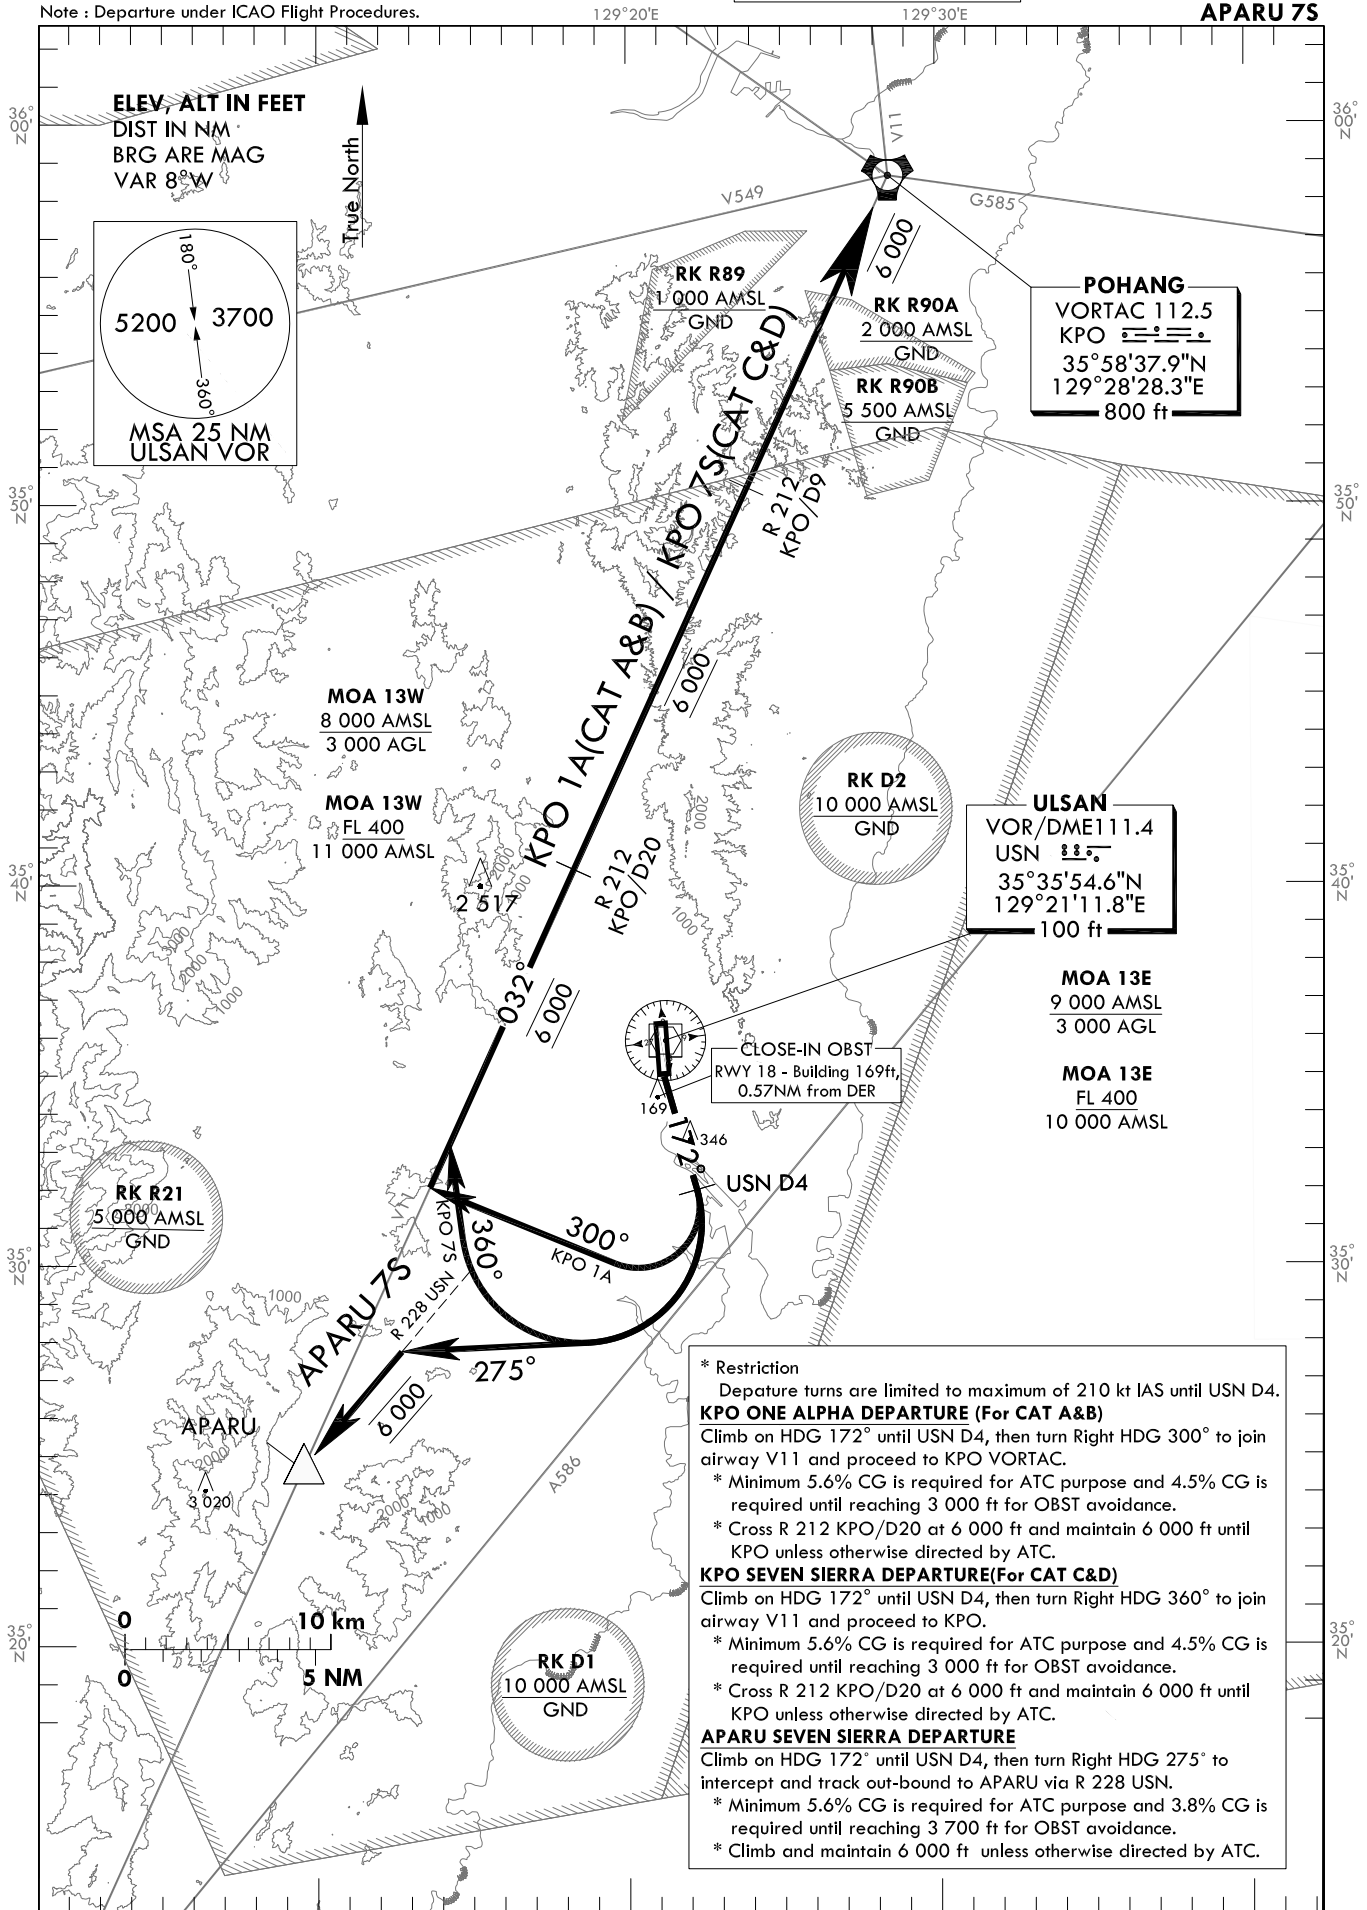 Note : Departure under ICAO Flight Procedures.
129°20'E
129°30'E
APARU 7S
36°
00'
N
36°
00'
N
ELEV, ALT IN FEET
DIST IN NM
BRG ARE MAG
VAR 8°W
True North
180°
5200
3700
360°
MSA 25 NM
ULSAN VOR
V11
V549
G585
6 000
RK R89
1 000 AMSL
GND
RK R90A
2 000 AMSL
GND
RK R90B
5 500 AMSL
GND
POHANG
VORTAC 112.5
KPO
35°58'37.9"N
129°28'28.3"E
800 ft
35°
50'
N
35°
50'
N
R 212
KPO/D9
KPO 1A(CAT A&B) / KPO 7S(CAT C&D)
6 000
MOA 13W
8 000 AMSL
3 000 AGL
MOA 13W
FL 400
11 000 AMSL
RK D2
10 000 AMSL
GND
ULSAN
VOR/DME111.4
USN
35°35'54.6"N
129°21'11.8"E
100 ft
2000
1000
2000
2 517
R 212
KPO/D20
35°
40'
N
35°
40'
N
3000
2000
1000
032°
6 000
MOA 13E
9 000 AMSL
3 000 AGL
MOA 13E
FL 400
10 000 AMSL
CLOSE-IN OBST
RWY 18 - Building 169ft,
0.57NM from DER
169
346
172°
USN D4
RK R21
5 000 AMSL
GND
300°
KPO 1A
360°
KPO 7S
R 228 USN
35°
30'
N
35°
30'
N
1000
APARU 7S
275°
6 000
APARU
2000
3 020
2000
1000
A586
* Restriction
Depature turns are limited to maximum of 210 kt IAS until USN D4.
KPO ONE ALPHA DEPARTURE (For CAT A&B)
Climb on HDG 172° until USN D4, then turn Right HDG 300° to join
airway V11 and proceed to KPO VORTAC.
* Minimum 5.6% CG is required for ATC purpose and 4.5% CG is
required until reaching 3 000 ft for OBST avoidance.
* Cross R 212 KPO/D20 at 6 000 ft and maintain 6 000 ft until
KPO unless otherwise directed by ATC.
KPO SEVEN SIERRA DEPARTURE(For CAT C&D)
Climb on HDG 172° until USN D4, then turn Right HDG 360° to join
airway V11 and proceed to KPO.
* Minimum 5.6% CG is required for ATC purpose and 4.5% CG is
required until reaching 3 000 ft for OBST avoidance.
* Cross R 212 KPO/D20 at 6 000 ft and maintain 6 000 ft until
KPO unless otherwise directed by ATC.
APARU SEVEN SIERRA DEPARTURE
Climb on HDG 172° until USN D4, then turn Right HDG 275° to
intercept and track out-bound to APARU via R 228 USN.
* Minimum 5.6% CG is required for ATC purpose and 3.8% CG is
required until reaching 3 700 ft for OBST avoidance.
* Climb and maintain 6 000 ft unless otherwise directed by ATC.
35°
20'
N
35°
20'
N
0
10 km
0
5 NM
RK D1
10 000 AMSL
GND